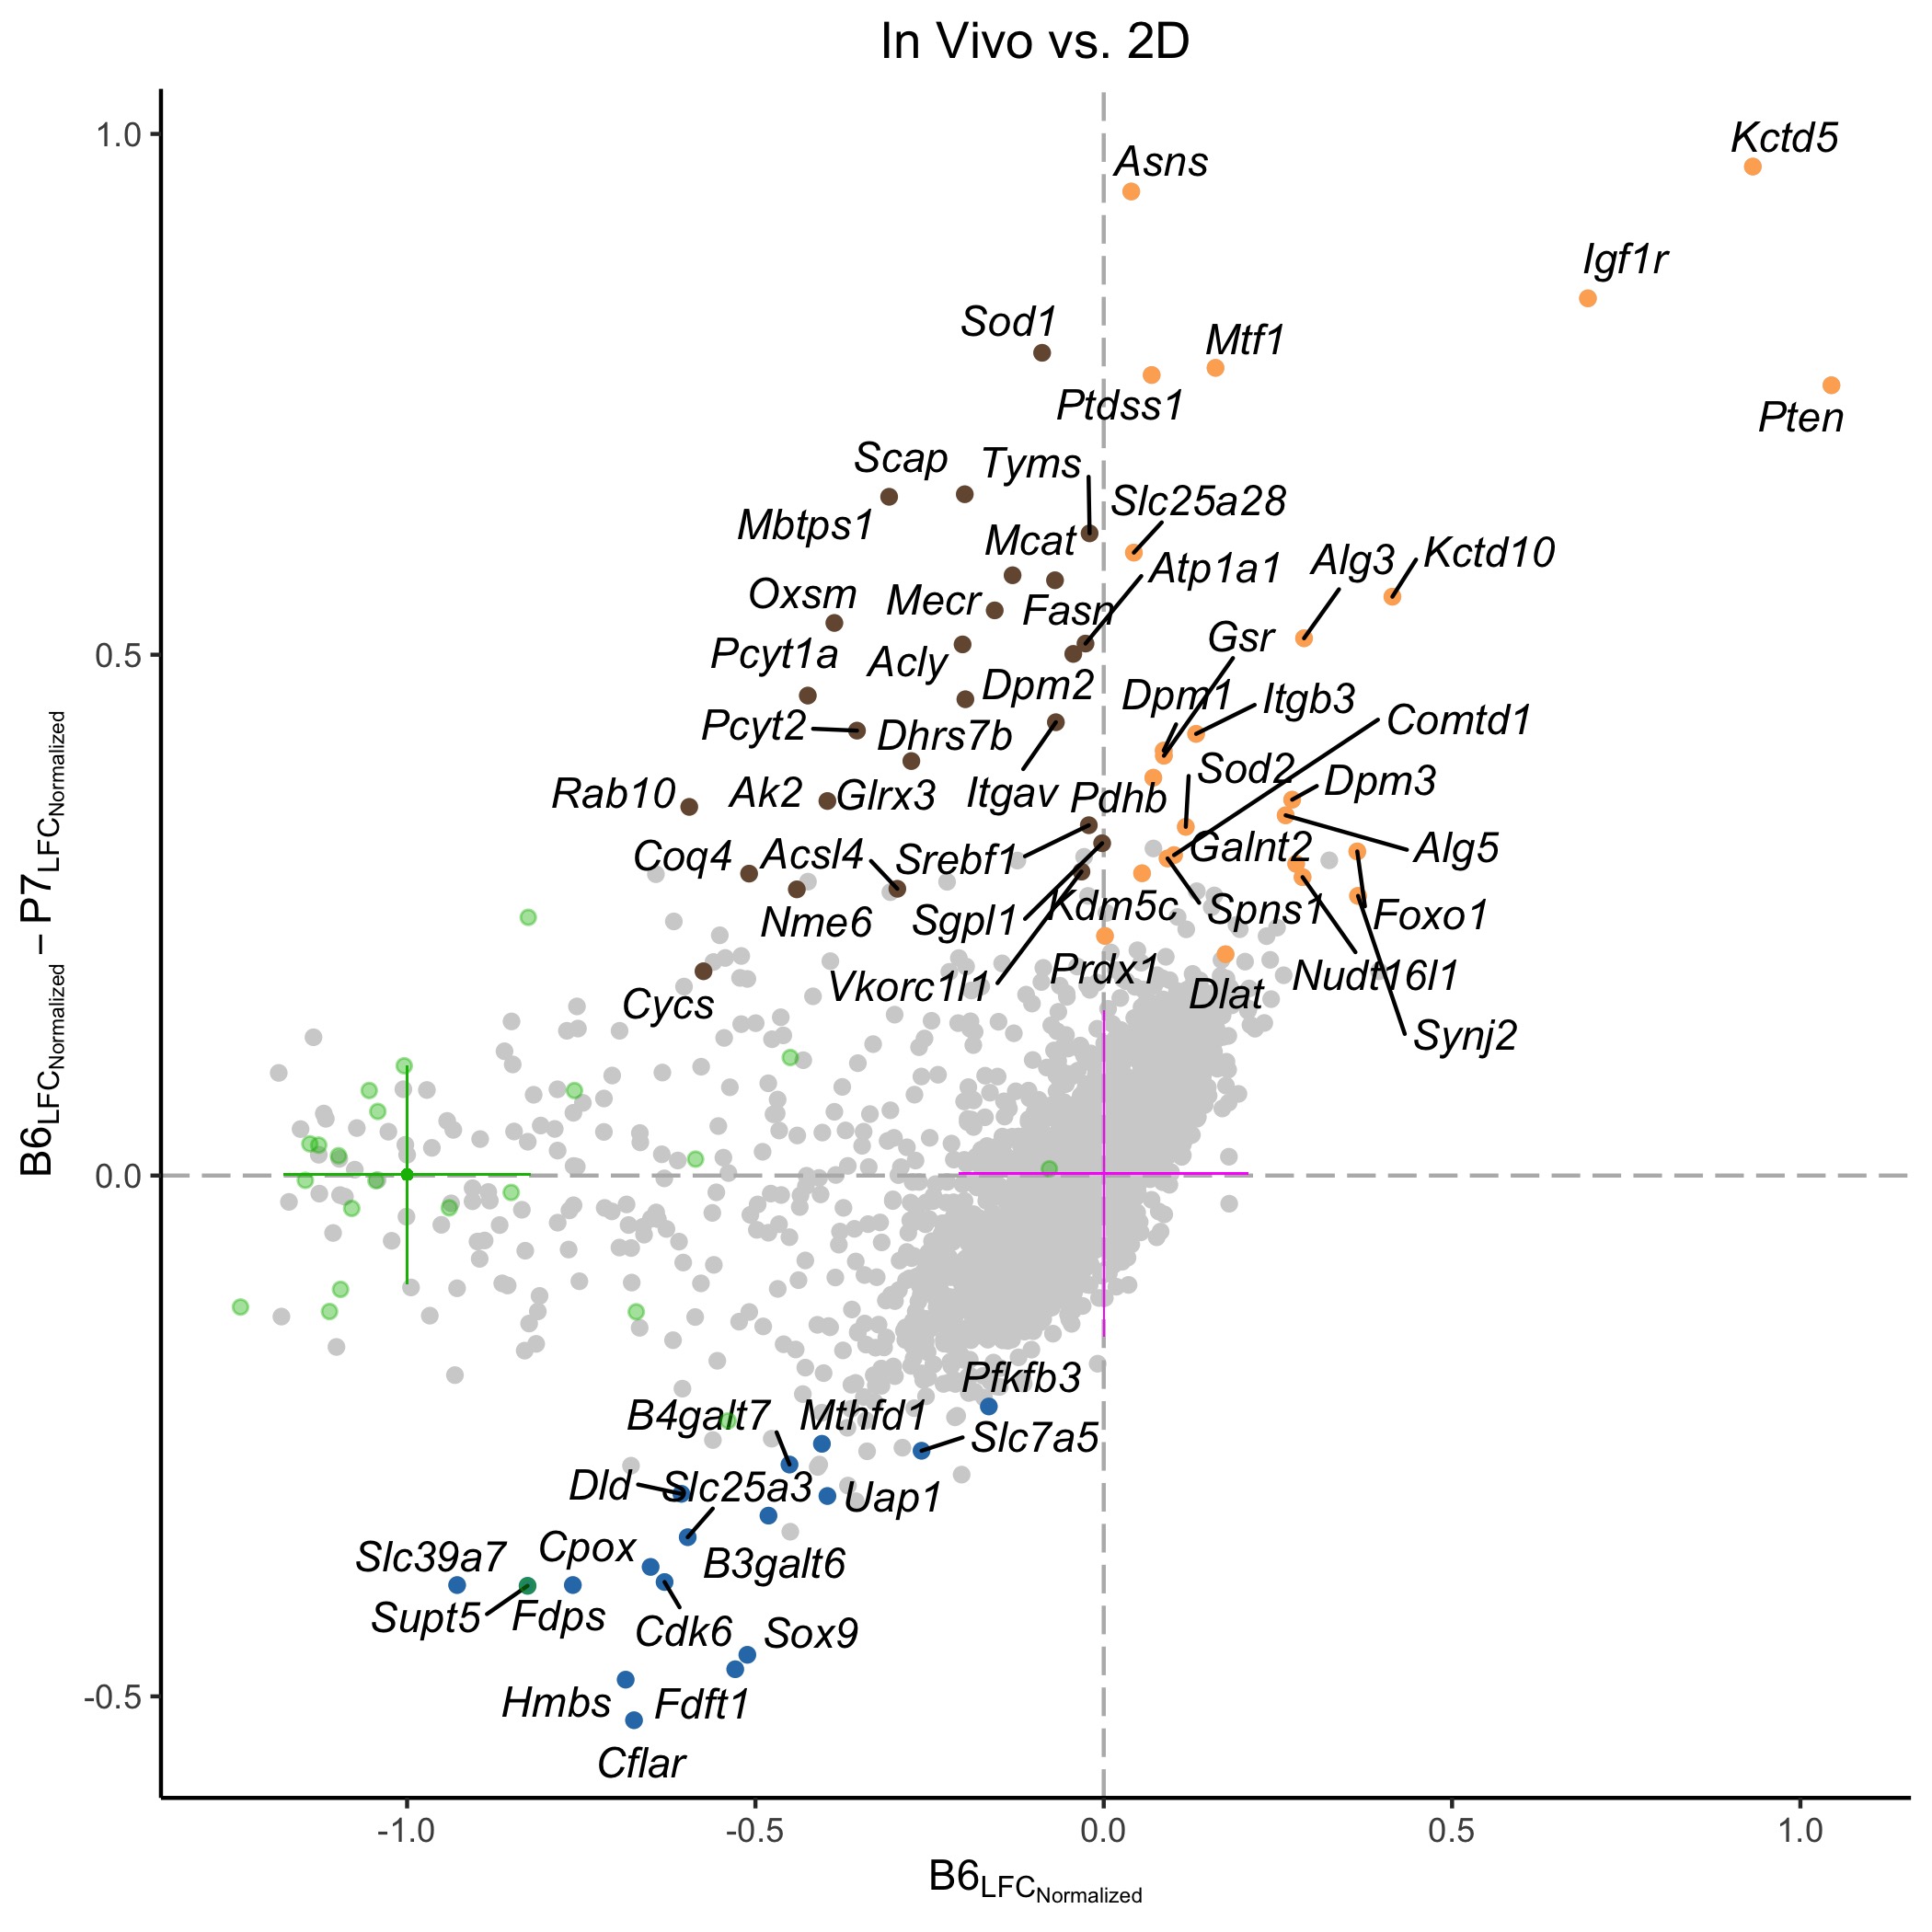 In Vivo vs. 2D
1.0
Kctd5
Asns
Igf1r
Sod1
Mtf1
Ptdss1
Pten
Scap
Tyms
Slc25a28
Mbtps1
Mcat
Atp1a1
Alg3
Kctd10
Oxsm
Mecr
Fasn
Gsr
0.5
Pcyt1a
Acly
Dpm2
Dpm1
Itgb3
Pcyt2
Dhrs7b
Comtd1
Rab10
Ak2
Glrx3
Itgav
Pdhb
Sod2
Dpm3
Coq4
Acsl4
Srebf1
Galnt2
Alg5
Nme6
Sgpl1
Kdm5c
Spns1
Foxo1
Cycs
Vkorc1l1
Prdx1
Dlat
Nudt16l1
Synj2
B6LFCNormalized – P7LFCNormalized
0.0
Pfkfb3
B4galt7
Mthfd1
Slc7a5
Dld
Slc25a3
Uap1
Slc39a7
Cpox
B3galt6
Supt5
Fdps
Cdk6
Sox9
-0.5
Hmbs
Fdft1
Cflar
-1.0
-0.5
0.0
0.5
1.0
B6LFCNormalized